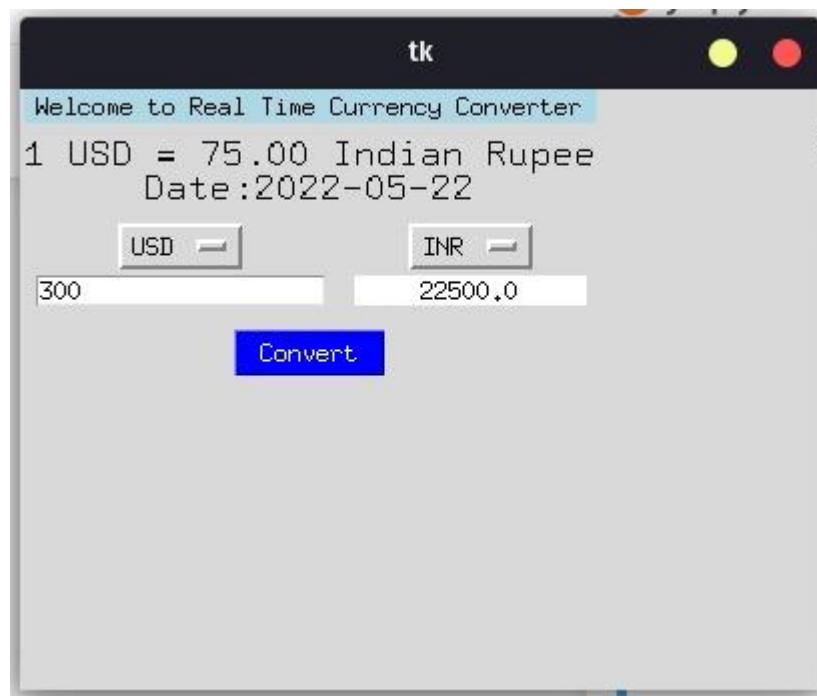 tk
Welcome to Real Time Currency Converter
1 USD = 75.00 Indian Rupee
Date:2022-05-22
USD INR
300 22500.0
Convert